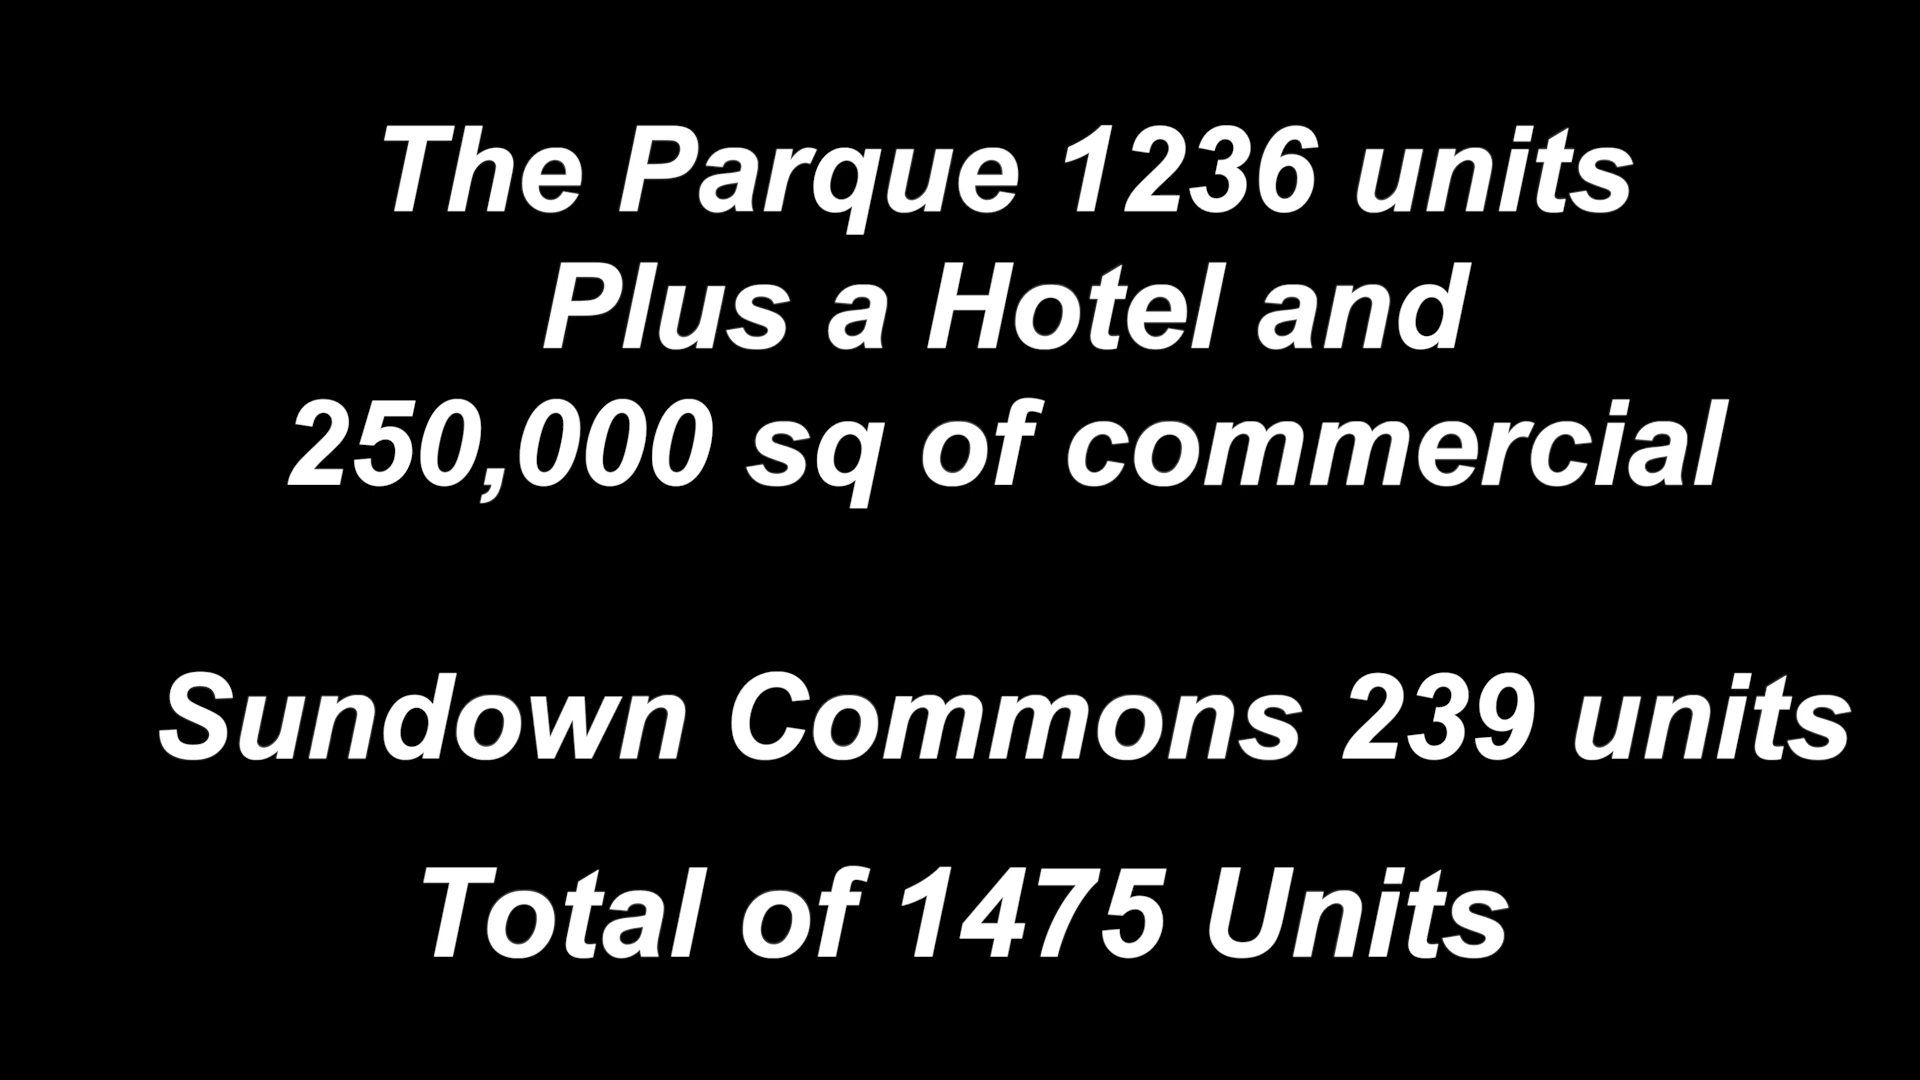 The Parque 1236 units
Plus a Hotel and
250,000 sq of commercial
Sundown Commons 239 units
Total of 1475 Units